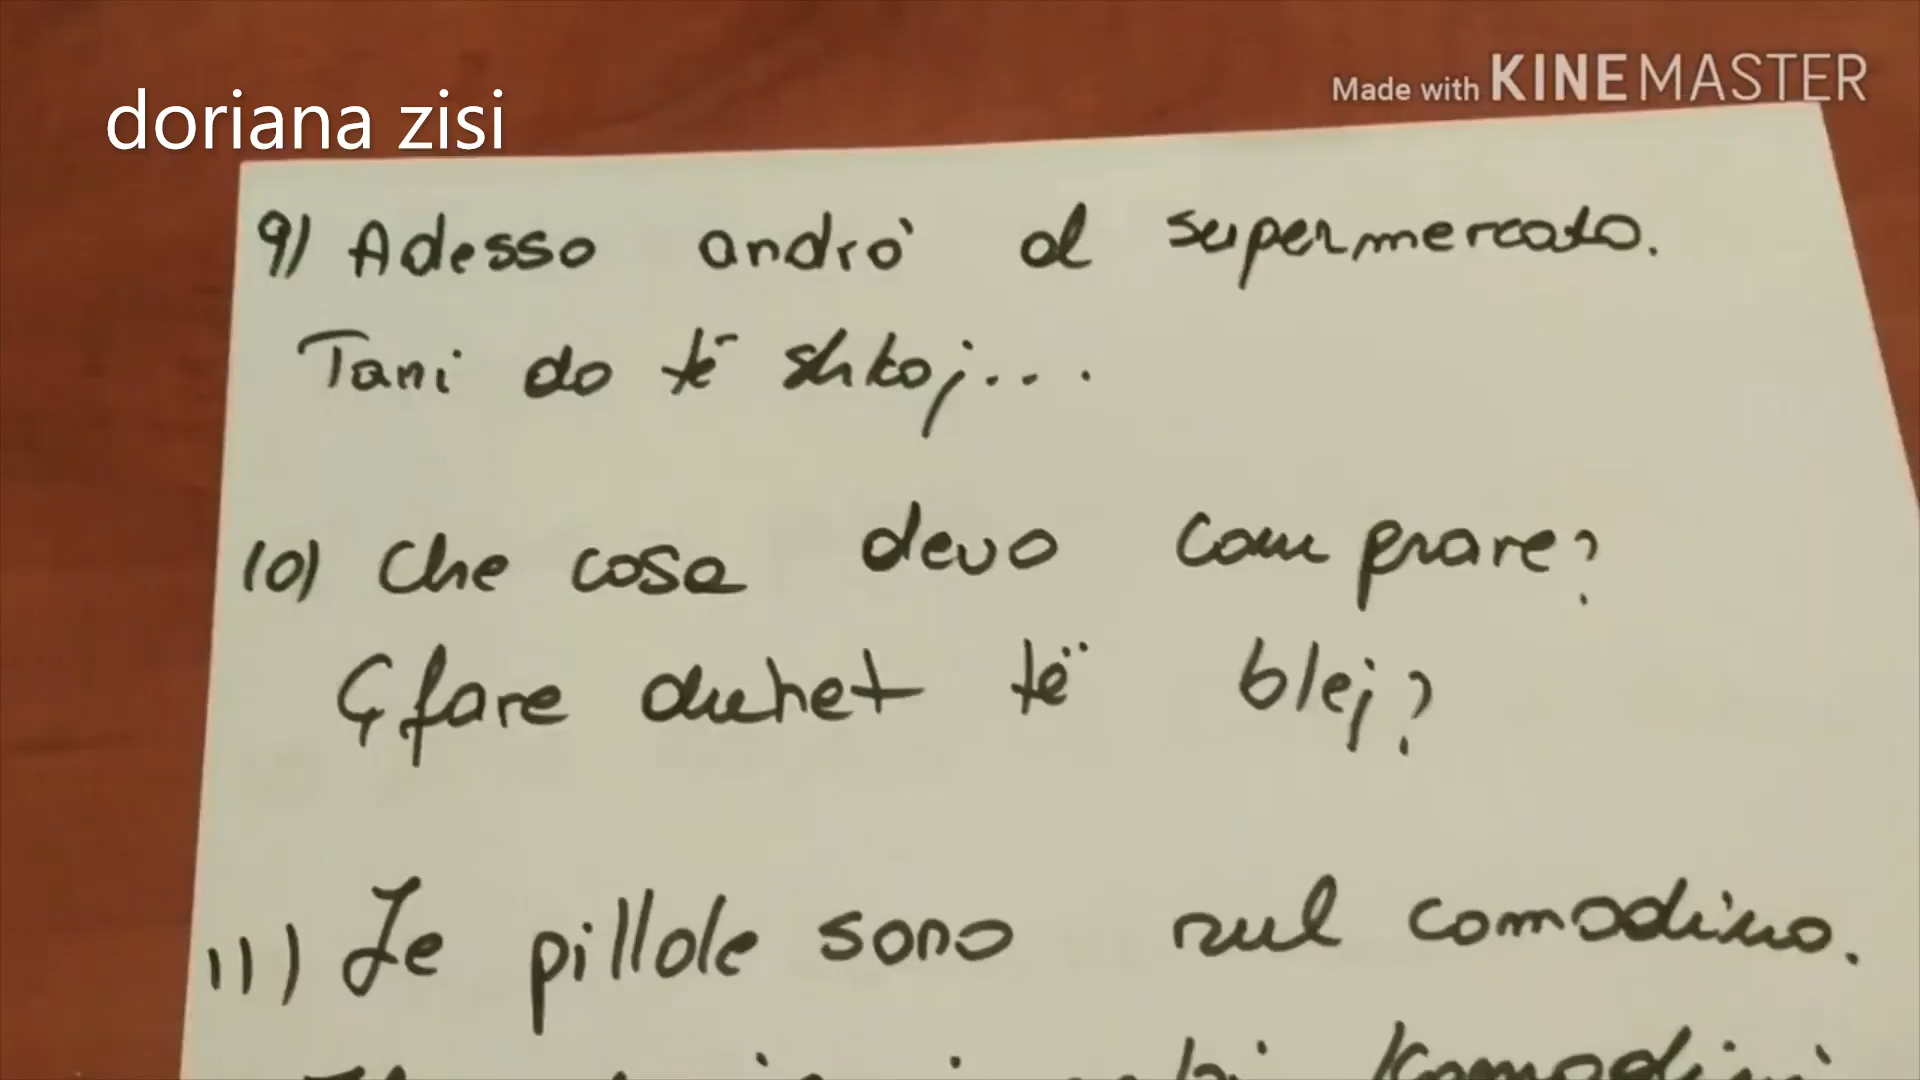 Made with KINEMASTER
doriana zisi
9) Adesso andrò al supermercato.
Tani do të shkoj...
10) Che cosa devo comprare?
Çfare duhet të blej?
11) Le pillole sono sul comodino.